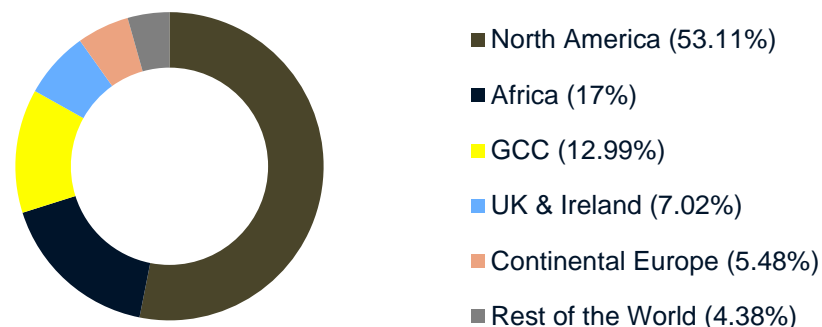 North America (53.11%)
Africa (17%)
GCC (12.99%)
UK & Ireland (7.02%)
Continental Europe (5.48%)
Rest of the World (4.38%)